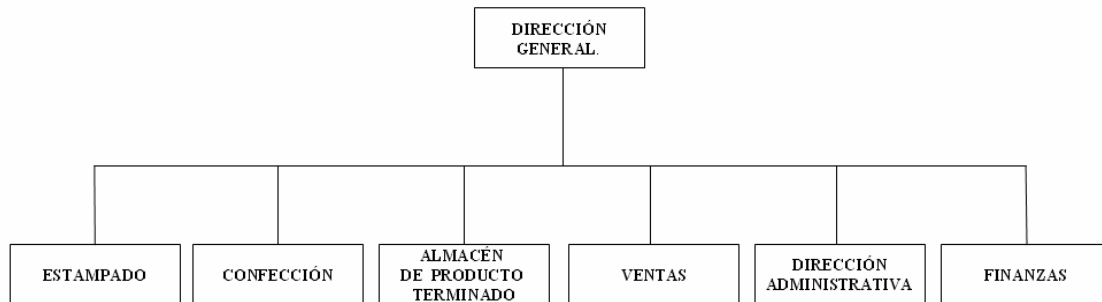 DIRECCIÓN
GENERAL.
ESTAMPADO
CONFECCIÓN
ALMACÉN
DE PRODUCTO
TERMINADO
VENTAS
DIRECCIÓN
ADMINISTRATIVA
FINANZAS